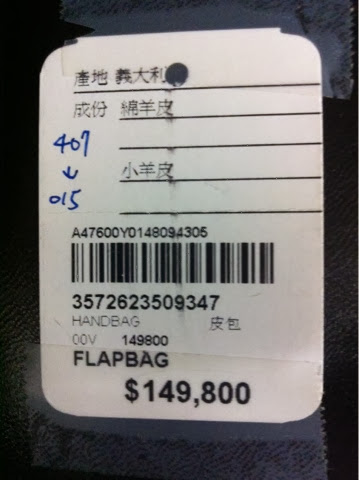 產地 義大利
成份 綿羊皮
407
↓
小羊皮
015
A47600Y0148094305
3572623509347
HANDBAG 皮包
00V 149800
FLAPBAG
$149,800